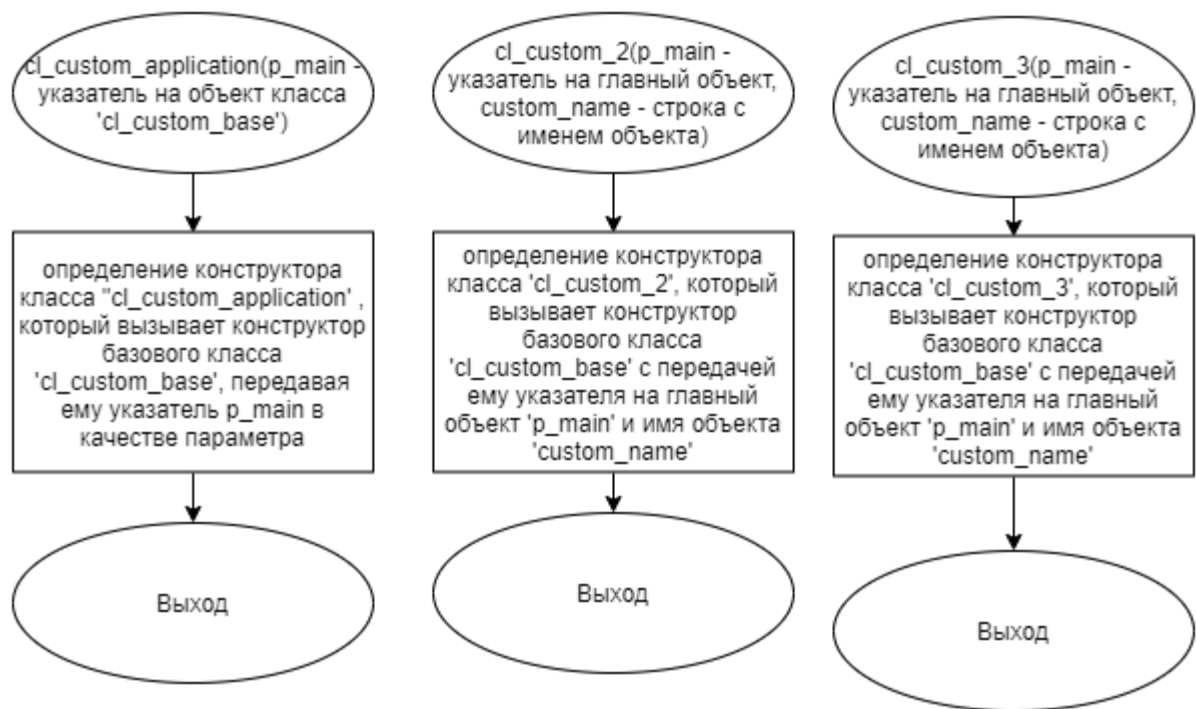 cl_custom_application(p_main -
указатель на объект класса
'cl_custom_base')
определение конструктора
класса "cl_custom_application' ,
который вызывает конструктор
базового класса
'cl_custom_base', передавая
ему указатель p_main в
качестве параметра
Выход
cl_custom_2(p_main -
указатель на главный объект,
custom_name - строка с
именем объекта)
определение конструктора
класса 'cl_custom_2', который
вызывает конструктор
базового класса
'cl_custom_base' с передачей
ему указателя на главный
объект 'p_main' и имя объекта
'custom_name'
Выход
cl_custom_3(p_main -
указатель на главный объект,
custom_name - строка с
именем объекта)
определение конструктора
класса 'cl_custom_3', который
вызывает конструктор
базового класса
'cl_custom_base' с передачей
ему указателя на главный
объект 'p_main' и имя объекта
'custom_name'
Выход